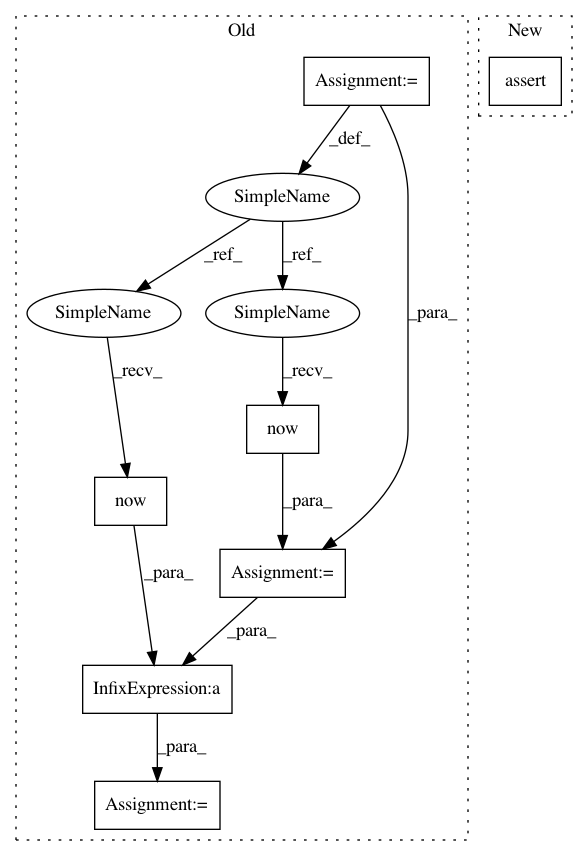 Old
New
Assignment:=
assert
_def_
SimpleName
_ref_
_ref_
SimpleName
SimpleName
_para_
_recv_
_recv_
now
now
_para_
_para_
Assignment:=
_para_
InfixExpression:a
_para_
Assignment:=